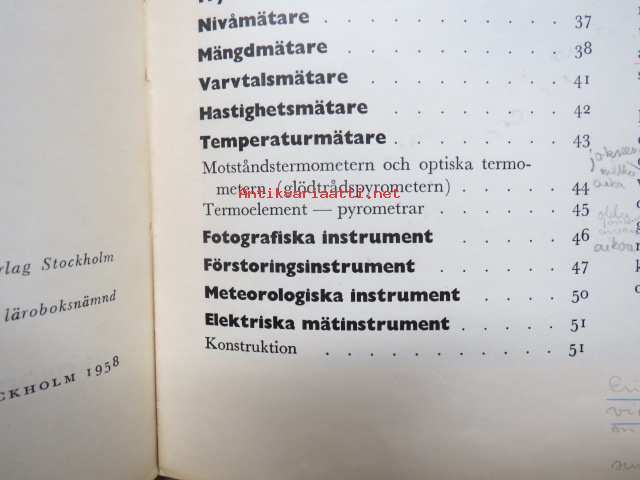 Nivåmätare . . . . . . . . 37
Mängdmätare . . . . . . . . 38
Varvtalsmätare . . . . . . . 41
Hastighetsmätare . . . . . . 42
Temperaturmätare . . . . . . 43
Motståndstermometern och optiska termo-
metern (glödtrådspyrometern) . . . . 44
Termoelement — pyrometrar . . . . 45
Fotografiska instrument . . . . 46
Förstoringsinstrument . . . . . 47
Meteorologiska instrument . . . 50
Elektriska mätinstrument . . . . 51
Konstruktion . . . . . . . . . 51
Antikvariaatti.net
rlag Stockholm
läroboksnämnd
CKHOLM 1958